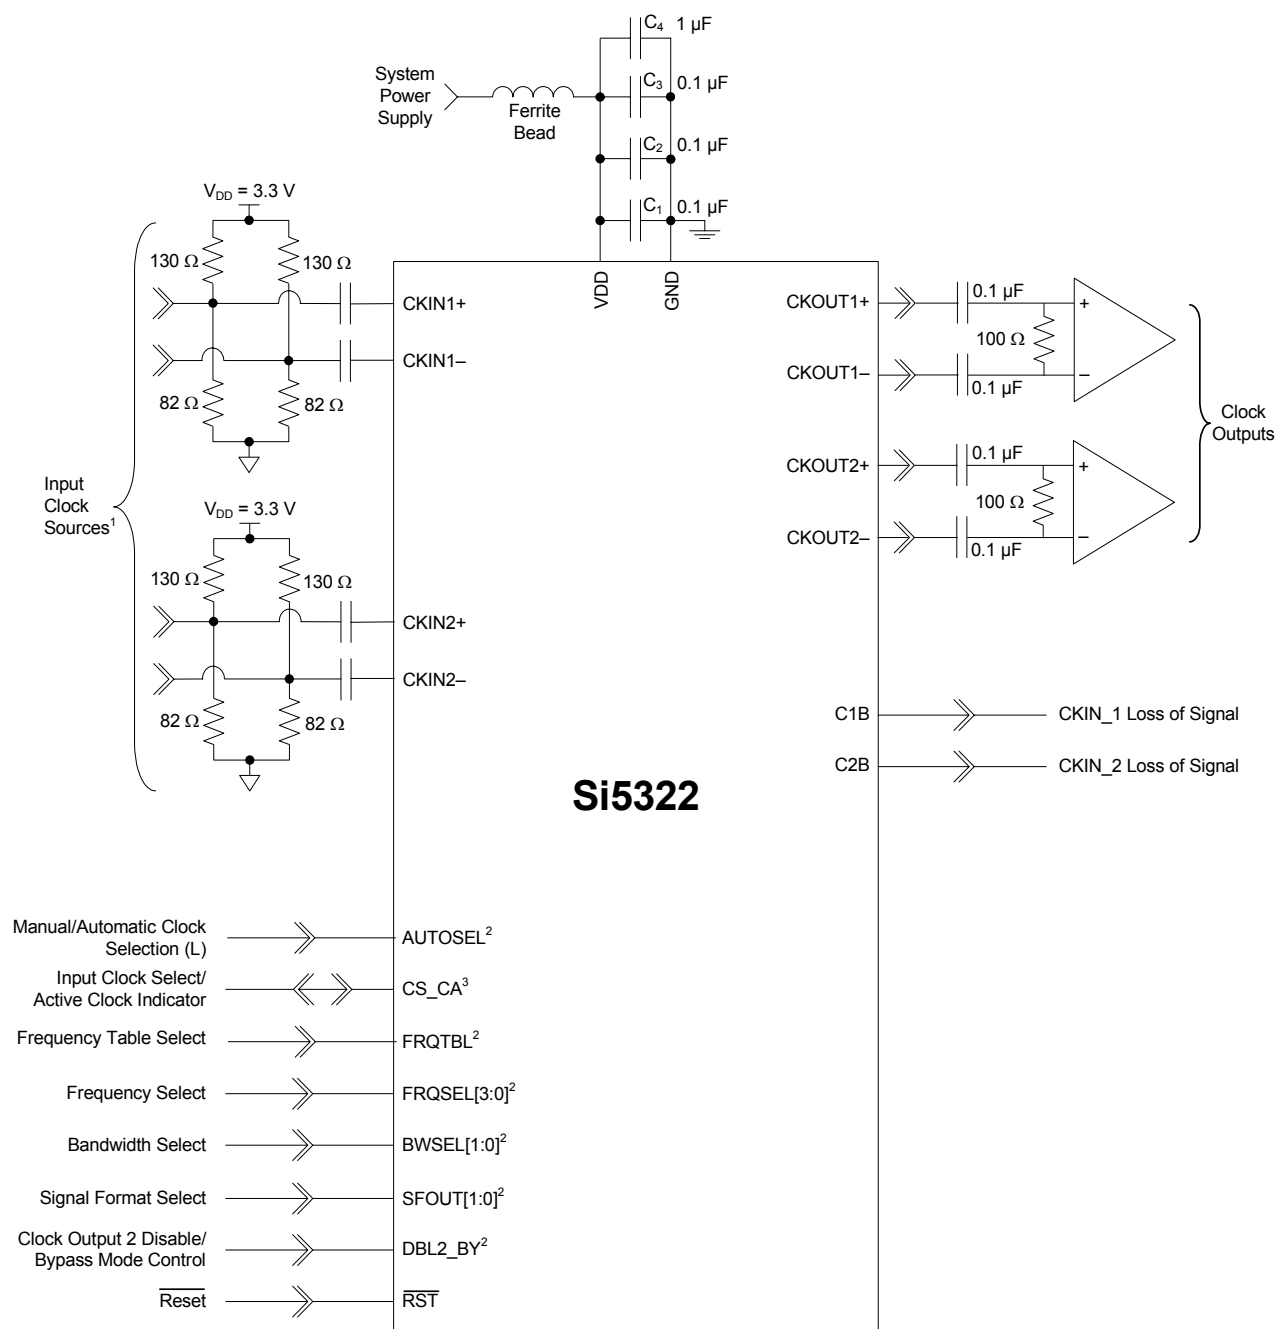 C4 1 µF
System
Power
Supply
Ferrite
Bead
C3 0.1 µF
C2 0.1 µF
C1 0.1 µF
VDD = 3.3 V
130 Ω
130 Ω
82 Ω
82 Ω
Input
Clock
Sources1
VDD = 3.3 V
130 Ω
130 Ω
82 Ω
82 Ω
VDD
GND
CKIN1+
CKIN1–
CKIN2+
CKIN2–
CKOUT1+
0.1 µF
100 Ω
+
–
CKOUT1–
0.1 µF
CKOUT2+
0.1 µF
100 Ω
+
–
CKOUT2–
0.1 µF
Clock
Outputs
C1B
CKIN_1 Loss of Signal
C2B
CKIN_2 Loss of Signal
Si5322
Manual/Automatic Clock
Selection (L)
AUTOSEL2
Input Clock Select/
Active Clock Indicator
CS_CA3
Frequency Table Select
FRQTBL2
Frequency Select
FRQSEL[3:0]2
Bandwidth Select
BWSEL[1:0]2
Signal Format Select
SFOUT[1:0]2
Clock Output 2 Disable/
Bypass Mode Control
DBL2_BY2
Reset
RST